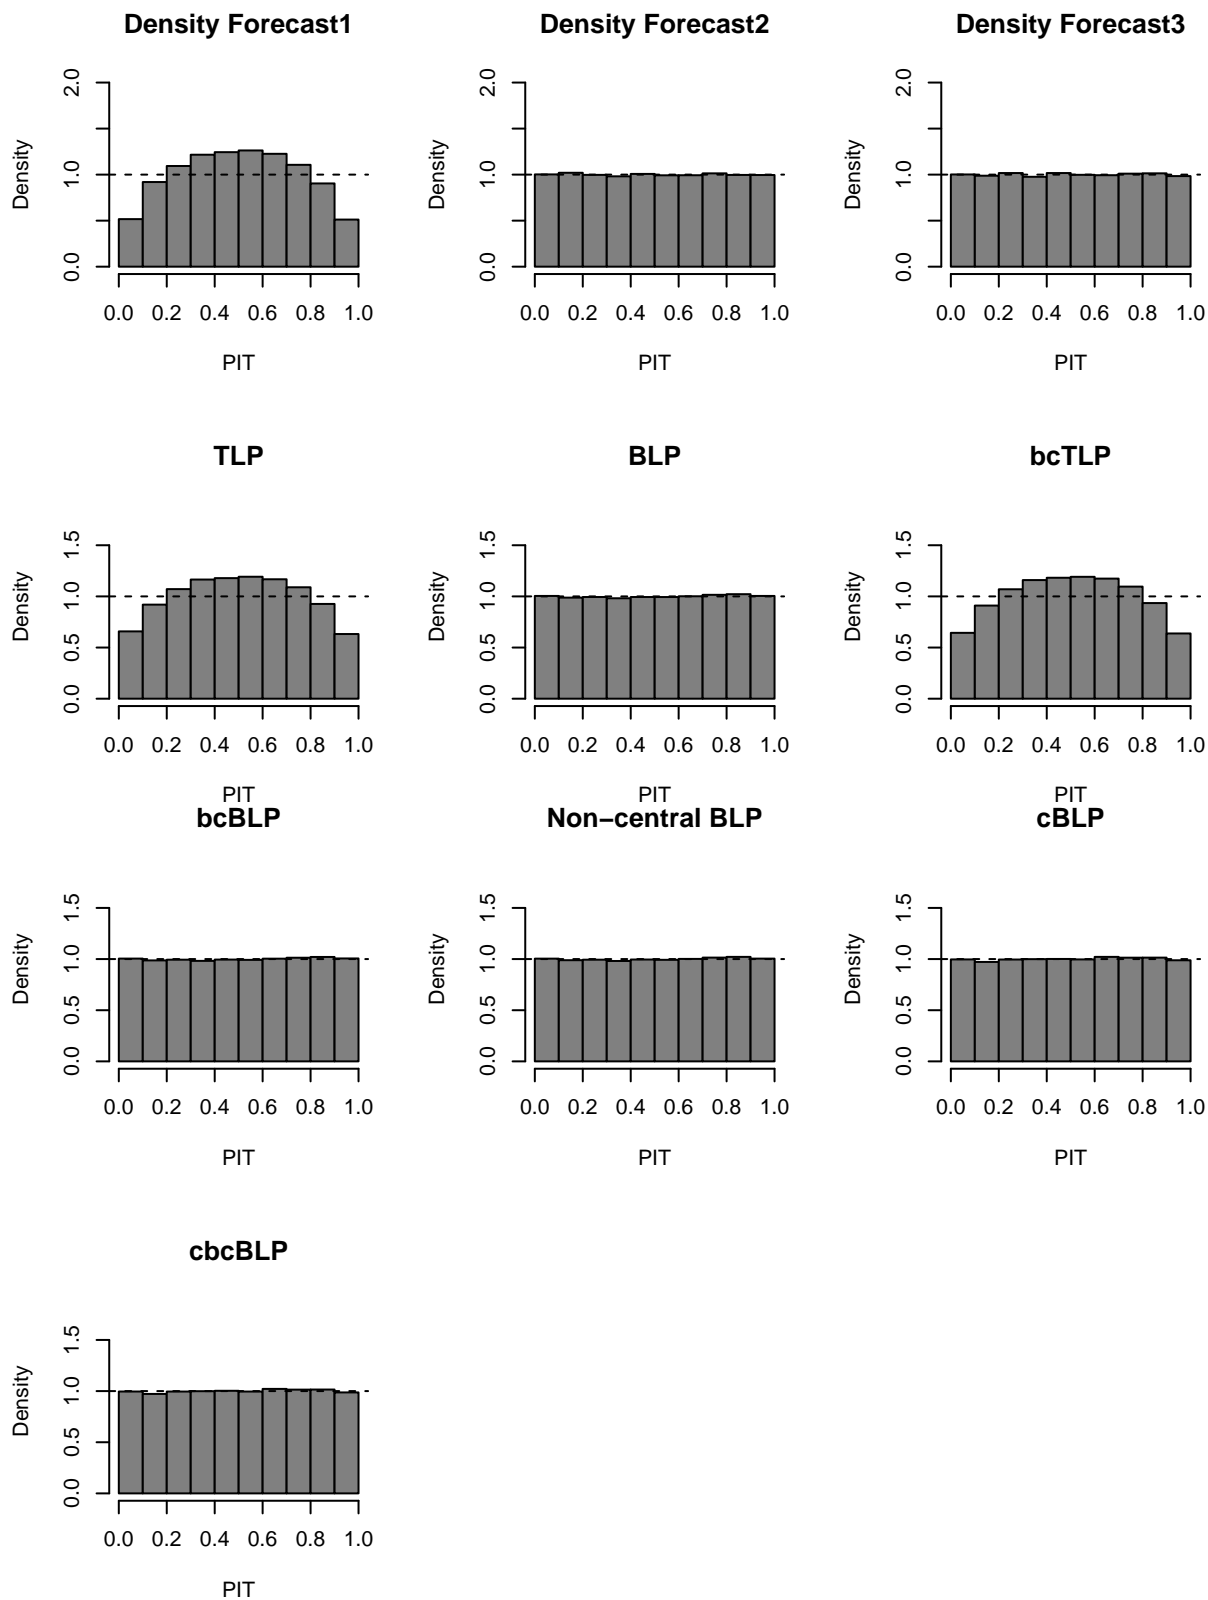 Density Forecast1
Density
0.0 1.0 2.0
0.0 0.2 0.4 0.6 0.8 1.0
PIT
Density Forecast2
Density
0.0 1.0 2.0
0.0 0.2 0.4 0.6 0.8 1.0
PIT
Density Forecast3
Density
0.0 1.0 2.0
0.0 0.2 0.4 0.6 0.8 1.0
PIT
TLP
Density
0.0 0.5 1.0 1.5
0.0 0.2 0.4 0.6 0.8 1.0
PIT
BLP
Density
0.0 0.5 1.0 1.5
0.0 0.2 0.4 0.6 0.8 1.0
PIT
bcTLP
Density
0.0 0.5 1.0 1.5
0.0 0.2 0.4 0.6 0.8 1.0
PIT
bcBLP
Density
0.0 0.5 1.0 1.5
0.0 0.2 0.4 0.6 0.8 1.0
PIT
Non−central BLP
Density
0.0 0.5 1.0 1.5
0.0 0.2 0.4 0.6 0.8 1.0
PIT
cBLP
Density
0.0 0.5 1.0 1.5
0.0 0.2 0.4 0.6 0.8 1.0
PIT
cbcBLP
Density
0.0 0.5 1.0 1.5
0.0 0.2 0.4 0.6 0.8 1.0
PIT